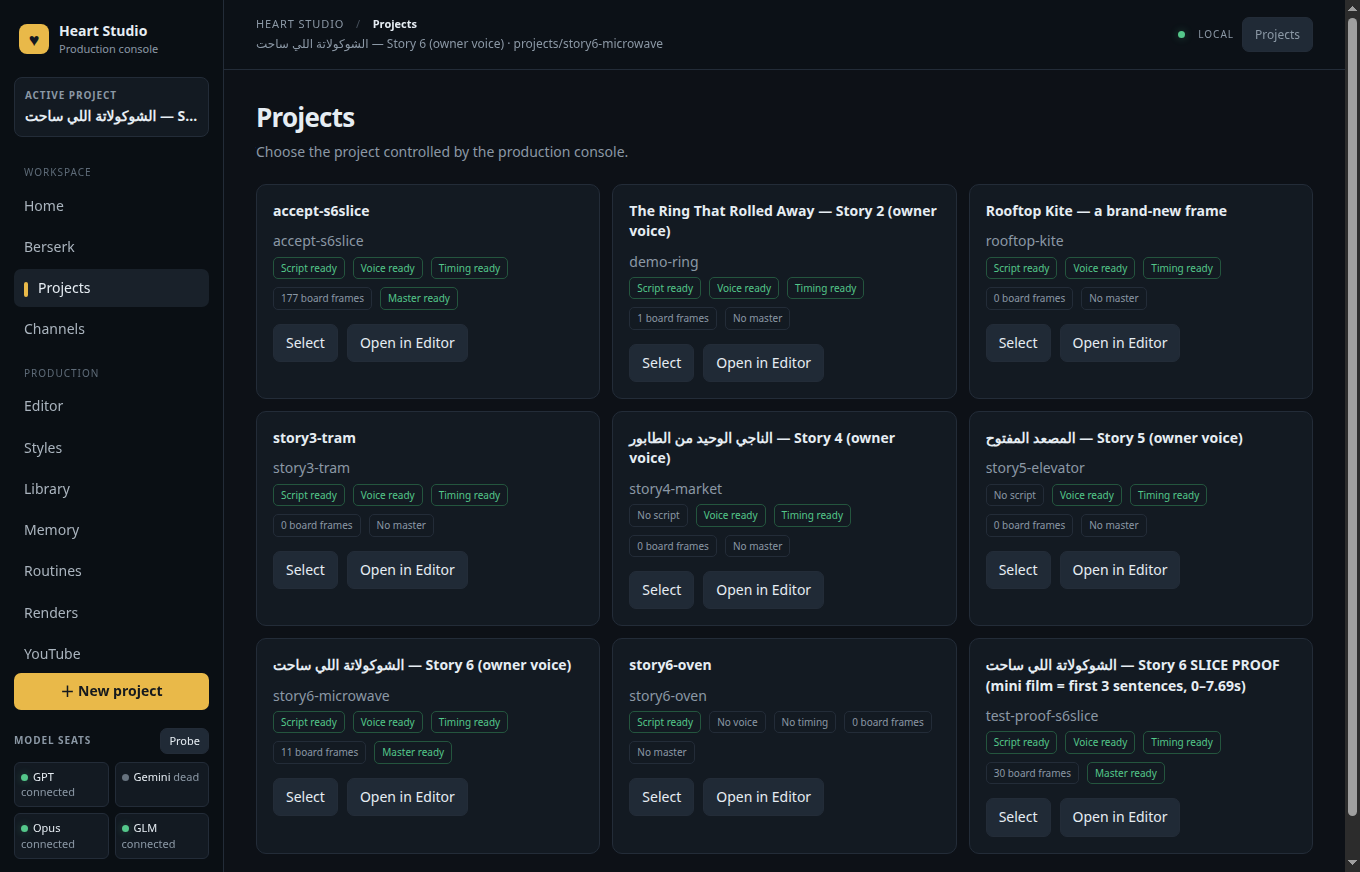 Heart Studio
Production console
ACTIVE PROJECT
الشوكولاتة اللي ساحت — S...
WORKSPACE
Home
Berserk
Projects
Channels
PRODUCTION
Editor
Styles
Library
Memory
Routines
Renders
YouTube
+ New project
MODEL SEATS
Probe
GPT
connected
Gemini dead
Opus
connected
GLM
connected
HEART STUDIO / Projects
الشوكولاتة اللي ساحت — Story 6 (owner voice) · projects/story6-microwave
LOCAL
Projects
Projects
Choose the project controlled by the production console.
accept-s6slice
accept-s6slice
Script ready Voice ready Timing ready
177 board frames Master ready
Select Open in Editor
The Ring That Rolled Away — Story 2 (owner
voice)
demo-ring
Script ready Voice ready Timing ready
1 board frames No master
Select Open in Editor
Rooftop Kite — a brand-new frame
rooftop-kite
Script ready Voice ready Timing ready
0 board frames No master
Select Open in Editor
story3-tram
story3-tram
Script ready Voice ready Timing ready
0 board frames No master
Select Open in Editor
الناجي الوحيد من الطابور — Story 4 (owner
voice)
story4-market
No script Voice ready Timing ready
0 board frames No master
Select Open in Editor
المصعد المفتوح — Story 5 (owner voice)
story5-elevator
No script Voice ready Timing ready
0 board frames No master
Select Open in Editor
الشوكولاتة اللي ساحت — Story 6 (owner voice)
story6-microwave
Script ready Voice ready Timing ready
11 board frames Master ready
Select Open in Editor
story6-oven
story6-oven
Script ready No voice No timing 0 board frames
No master
Select Open in Editor
الشوكولاتة اللي ساحت — Story 6 SLICE PROOF
(mini film = first 3 sentences, 0–7.69s)
test-proof-s6slice
Script ready Voice ready Timing ready
30 board frames Master ready
Select Open in Editor